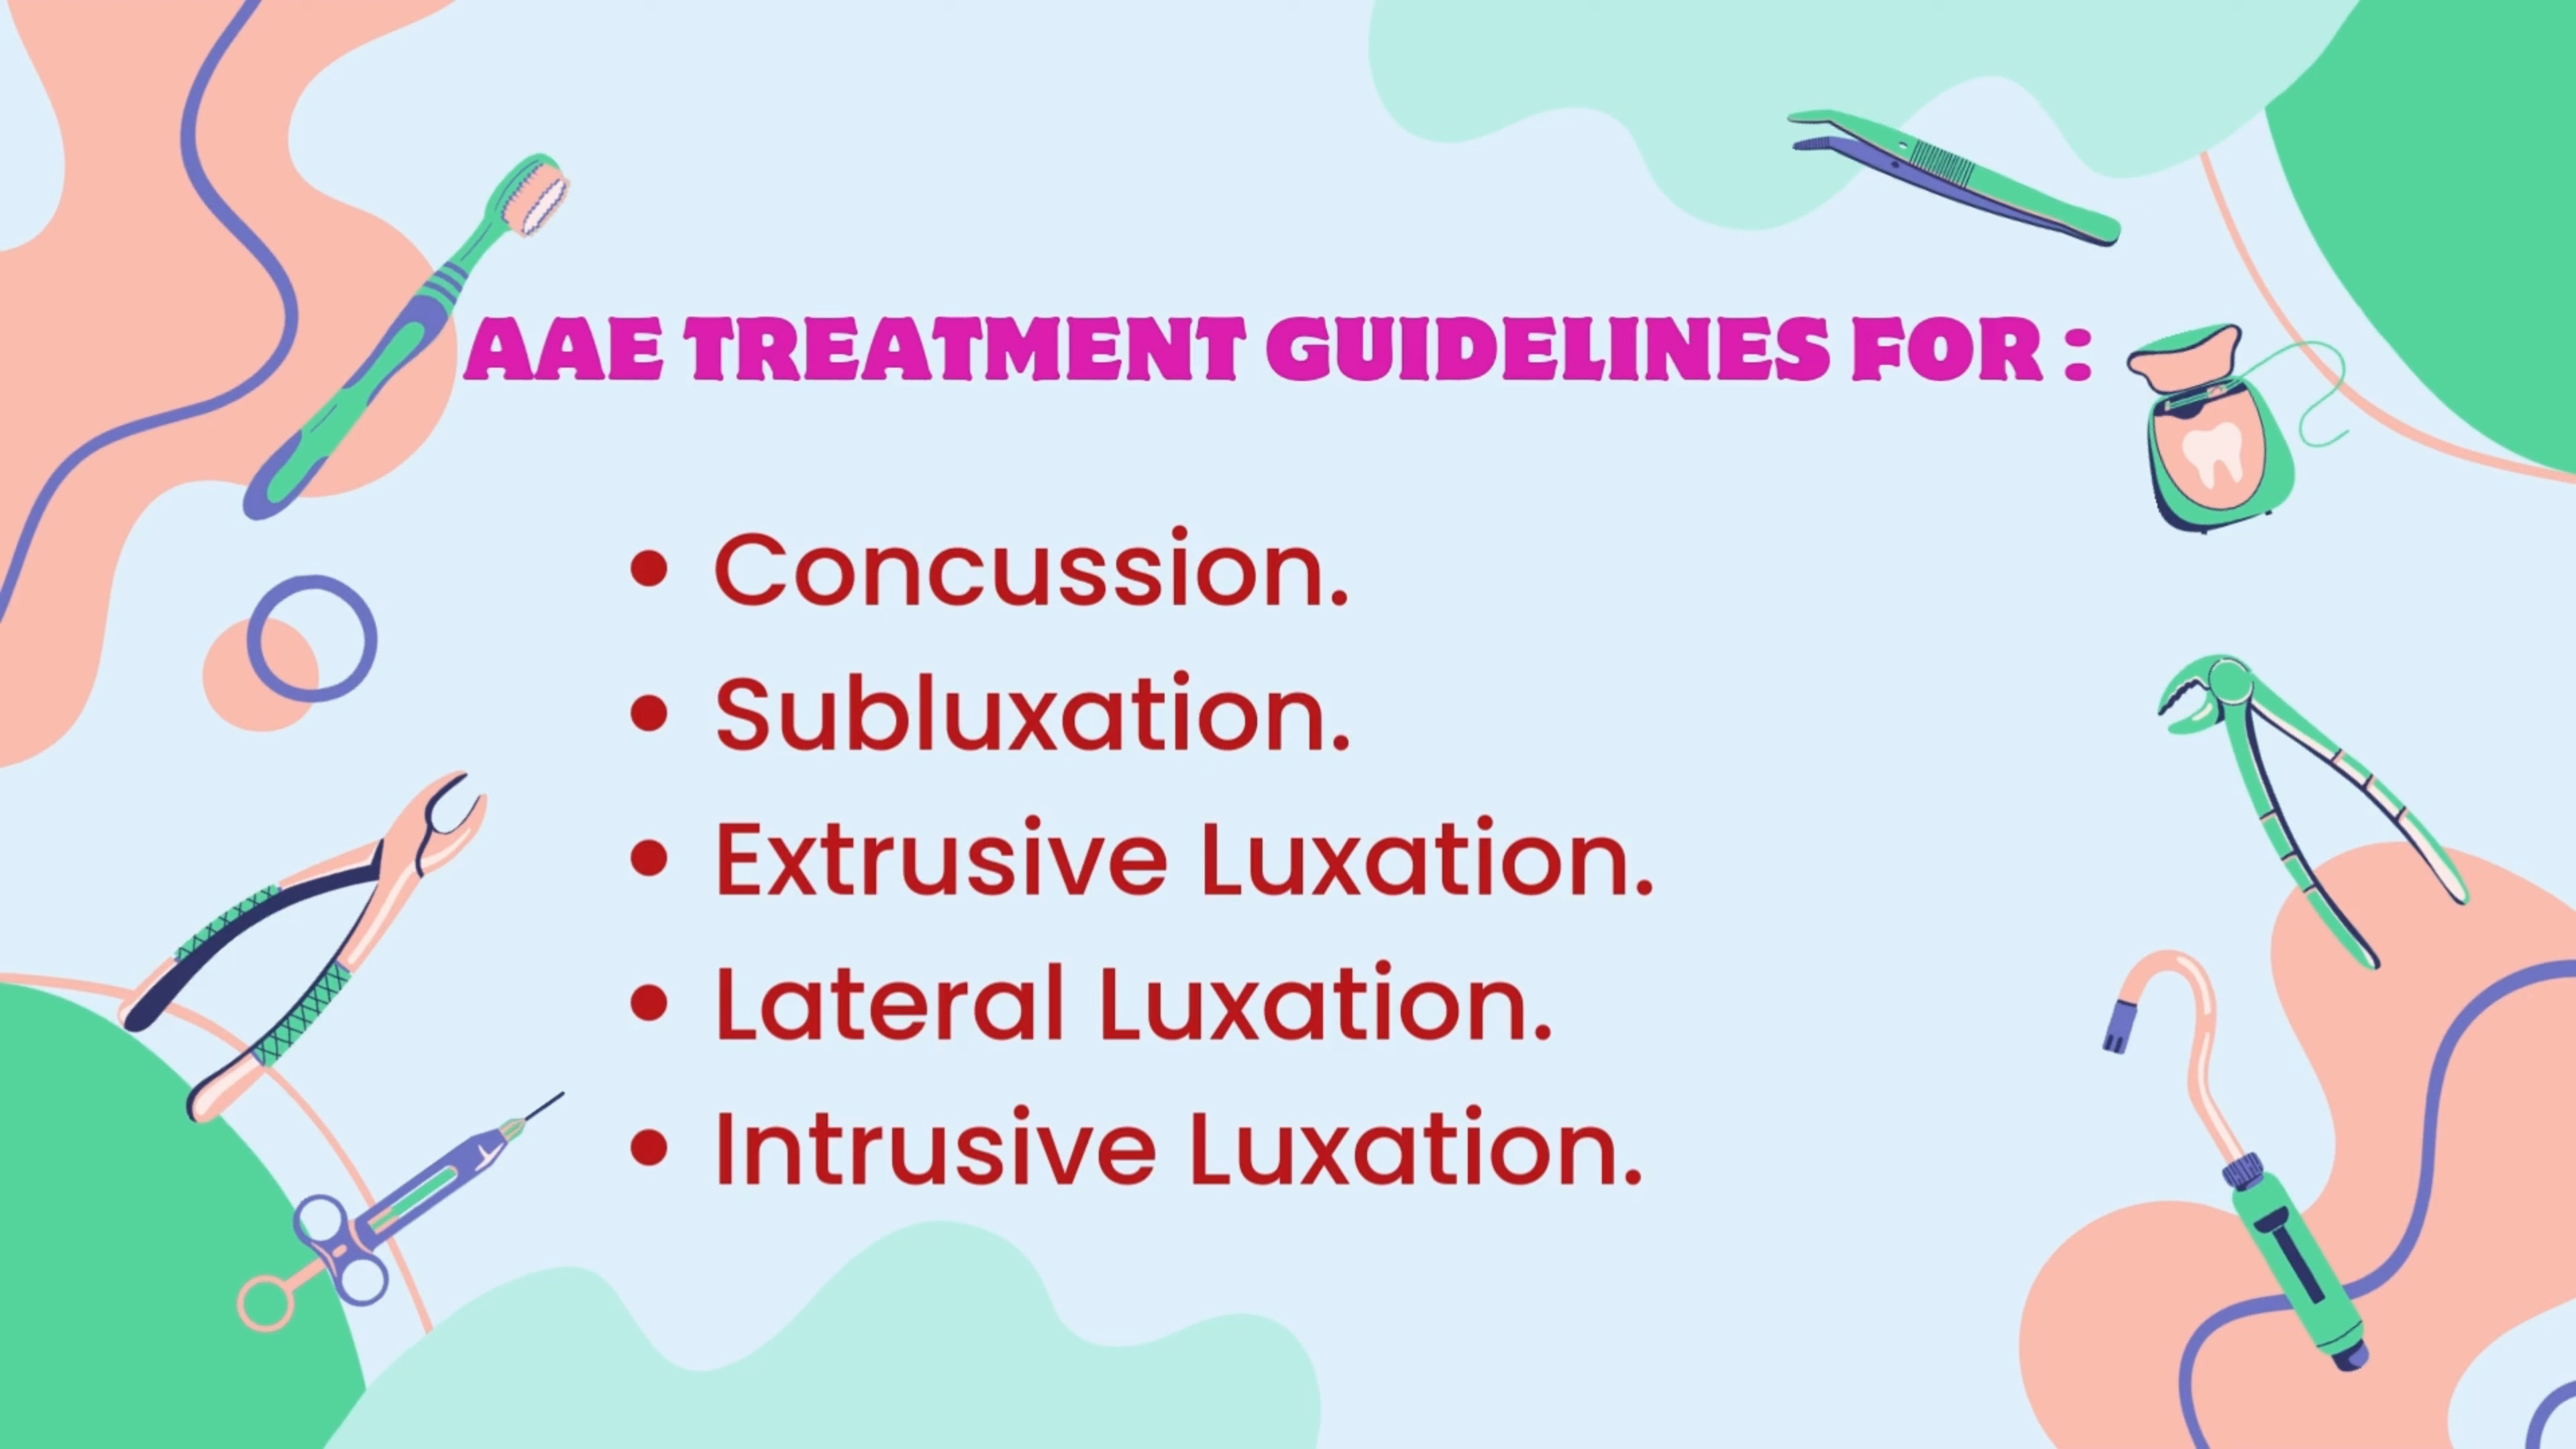 AAE TREATMENT GUIDELINES FOR :
• Concussion.
• Subluxation.
• Extrusive Luxation.
• Lateral Luxation.
• Intrusive Luxation.